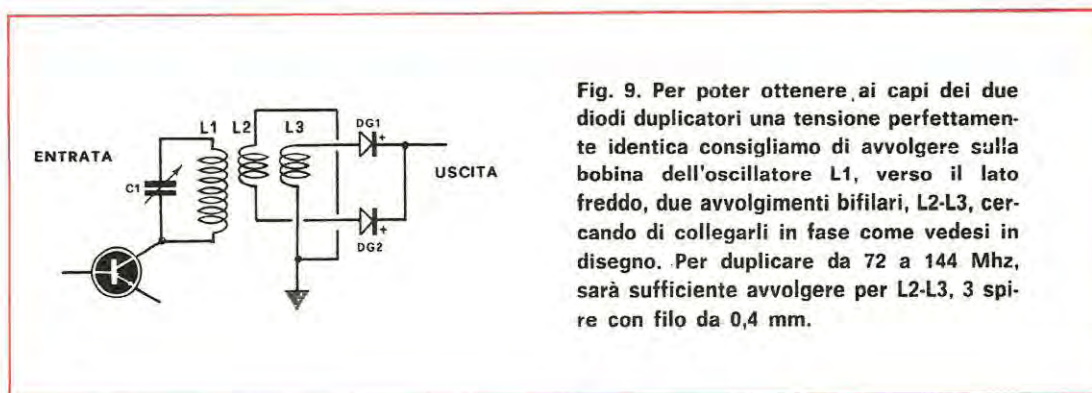 L1 L2 L3 DG1
+
ENTRATA
C1
USCITA
+
DG2
Fig. 9. Per poter ottenere ai capi dei due
diodi duplicatori una tensione perfettamen-
te identica consigliamo di avvolgere sulla
bobina dell'oscillatore L1, verso il lato
freddo, due avvolgimenti bifilari, L2-L3, cer-
cando di collegarli in fase come vedesi in
disegno. Per duplicare da 72 a 144 Mhz,
sarà sufficiente avvolgere per L2-L3, 3 spi-
re con filo da 0,4 mm.